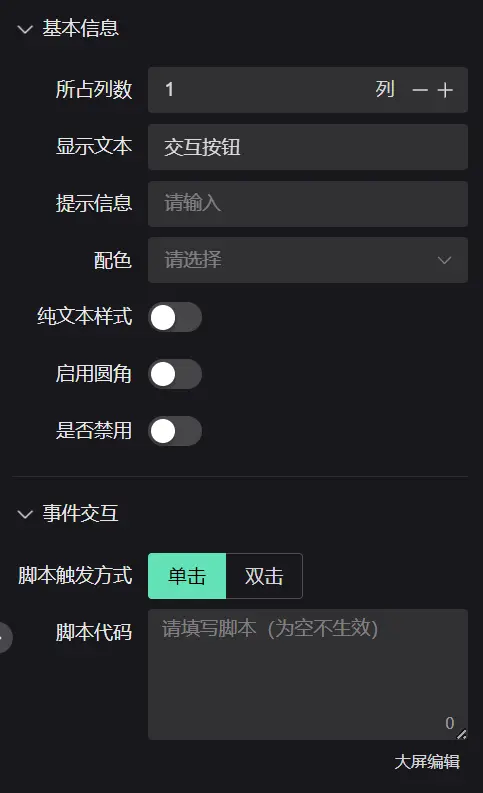 基本信息
所占列数 1 列
显示文本 交互按钮
提示信息 请输入
配色 请选择
纯文本样式
启用圆角
是否禁用
事件交互
脚本触发方式 单击 双击
脚本代码 请填写脚本（为空不生效）
0
大屏编辑